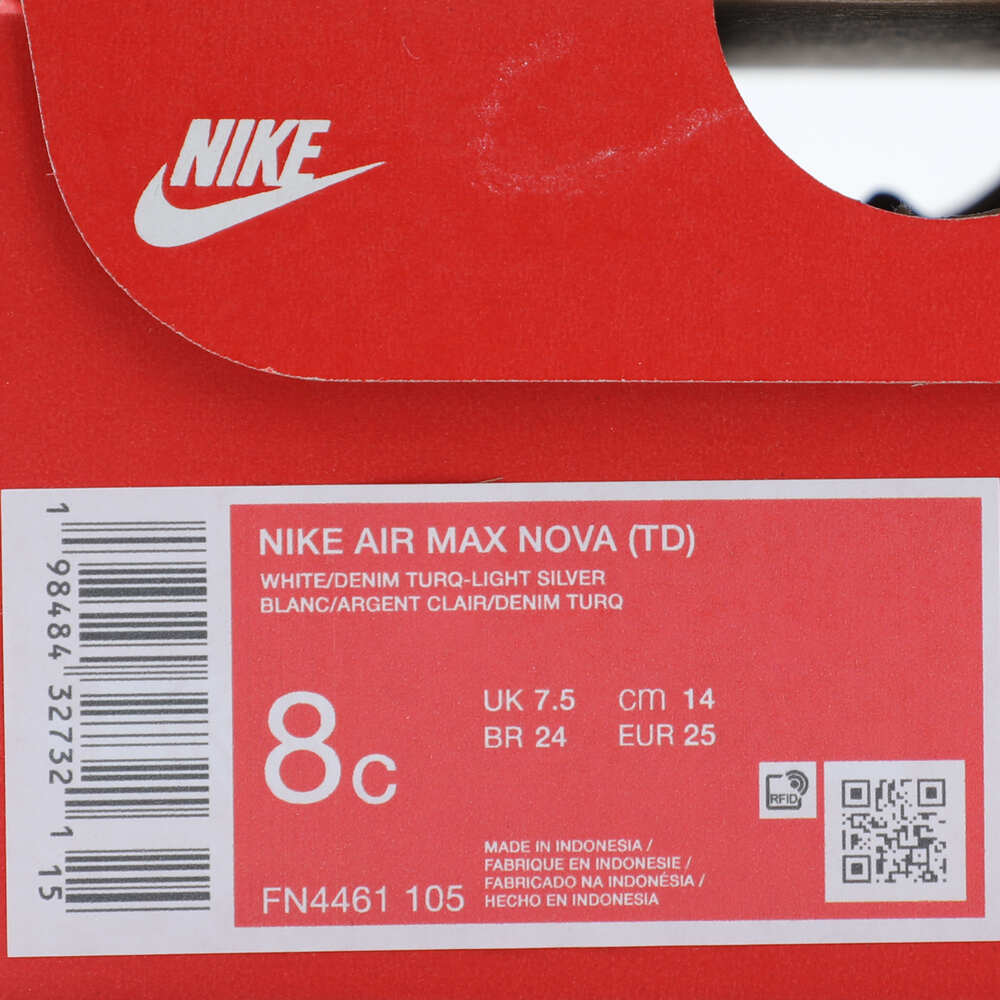 NIKE
1 98484 32732 1 15
NIKE AIR MAX NOVA (TD)
WHITE/DENIM TURQ-LIGHT SILVER
BLANC/ARGENT CLAIR/DENIM TURQ
8C
UK 7.5 cm 14
BR 24 EUR 25
RFID
MADE IN INDONESIA /
FABRIQUE EN INDONESIE /
FABRICADO NA INDONÉSIA /
HECHO EN INDONESIA
FN4461 105